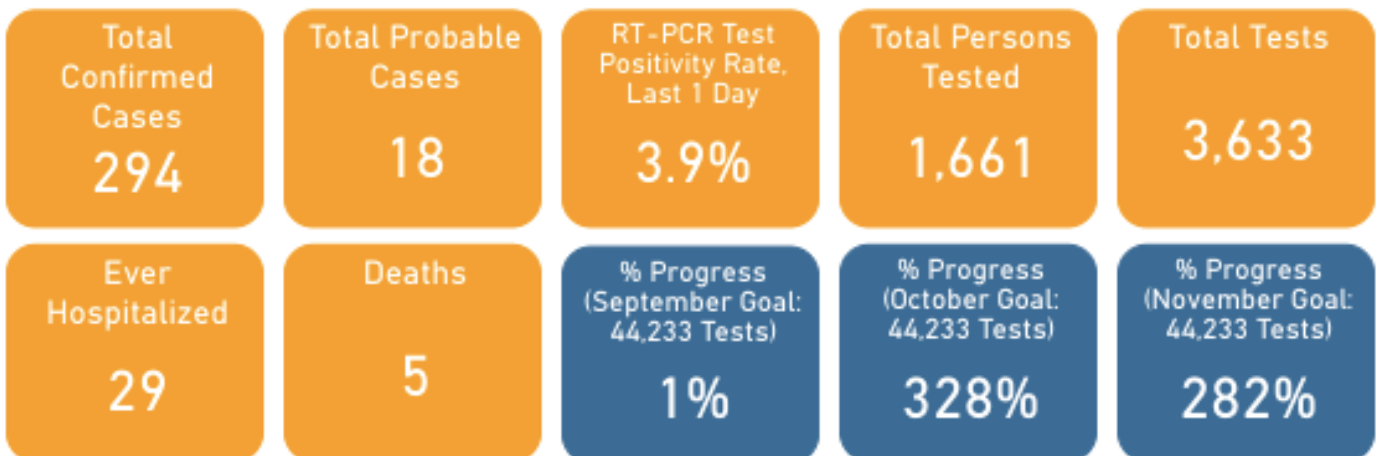 Total
Confirmed
Cases
294
Total Probable
Cases
18
RT-PCR Test
Positivity Rate,
Last 1 Day
3.9%
Total Persons
Tested
1,661
Total Tests
3,633
Ever
Hospitalized
29
Deaths
5
% Progress
(September Goal:
44,233 Tests)
1%
% Progress
(October Goal:
44,233 Tests)
328%
% Progress
(November Goal:
44,233 Tests)
282%